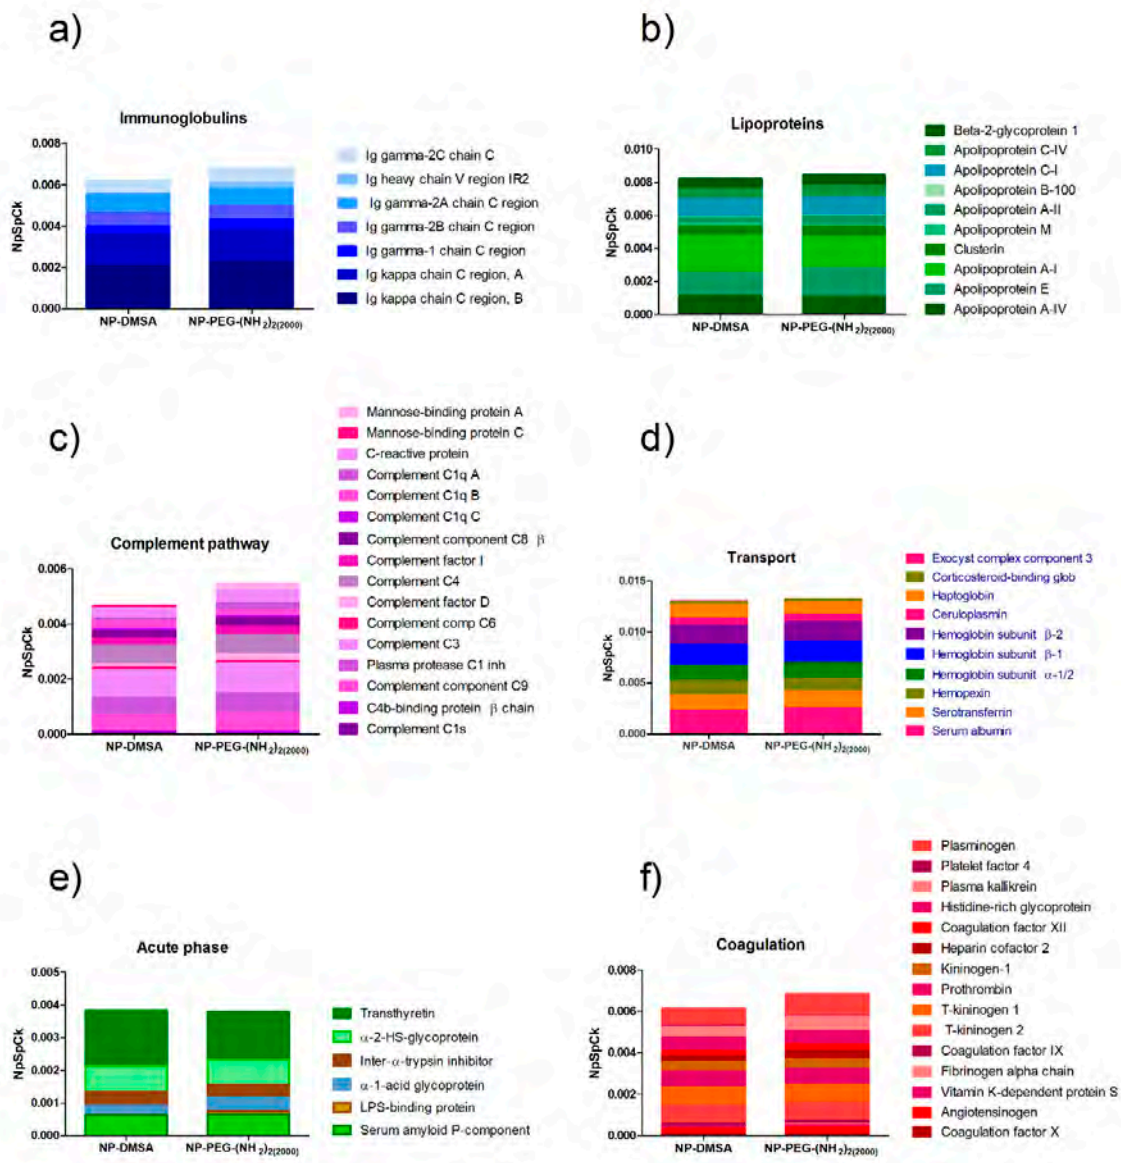 a)
Immunoglobulins
NpSpCk
0.008
0.006
0.004
0.002
0.000
NP-DMSA
NP-PEG-(NH2)2(2000)
Ig gamma-2C chain C
Ig heavy chain V region IR2
Ig gamma-2A chain C region
Ig gamma-2B chain C region
Ig gamma-1 chain C region
Ig kappa chain C region, A
Ig kappa chain C region, B
b)
Lipoproteins
NpSpCk
0.010
0.008
0.006
0.004
0.002
0.000
NP-DMSA
NP-PEG-(NH2)2(2000)
Beta-2-glycoprotein 1
Apolipoprotein C-IV
Apolipoprotein C-I
Apolipoprotein B-100
Apolipoprotein A-II
Apolipoprotein M
Clusterin
Apolipoprotein A-I
Apolipoprotein E
Apolipoprotein A-IV
c)
Complement pathway
NpSpCk
0.006
0.004
0.002
0.000
NP-DMSA
NP-PEG-(NH2)2(2000)
Mannose-binding protein A
Mannose-binding protein C
C-reactive protein
Complement C1q A
Complement C1q B
Complement C1q C
Complement component C8 β
Complement factor I
Complement C4
Complement factor D
Complement comp C6
Complement C3
Plasma protease C1 inh
Complement component C9
C4b-binding protein β chain
Complement C1s
d)
Transport
NpSpCk
0.015
0.010
0.005
0.000
NP-DMSA
NP-PEG-(NH2)2(2000)
Exocyst complex component 3
Corticosteroid-binding glob
Haptoglobin
Ceruloplasmin
Hemoglobin subunit β-2
Hemoglobin subunit β-1
Hemoglobin subunit α-1/2
Hemopexin
Serotransferrin
Serum albumin
e)
Acute phase
NpSpCk
0.005
0.004
0.003
0.002
0.001
0.000
NP-DMSA
NP-PEG-(NH2)2(2000)
Transthyretin
α-2-HS-glycoprotein
Inter-α-trypsin inhibitor
α-1-acid glycoprotein
LPS-binding protein
Serum amyloid P-component
f)
Coagulation
NpSpCk
0.008
0.006
0.004
0.002
0.000
NP-DMSA
NP-PEG-(NH2)2(2000)
Plasminogen
Platelet factor 4
Plasma kallikrein
Histidine-rich glycoprotein
Coagulation factor XII
Heparin cofactor 2
Kininogen-1
Prothrombin
T-kininogen 1
T-kininogen 2
Coagulation factor IX
Fibrinogen alpha chain
Vitamin K-dependent protein S
Angiotensinogen
Coagulation factor X